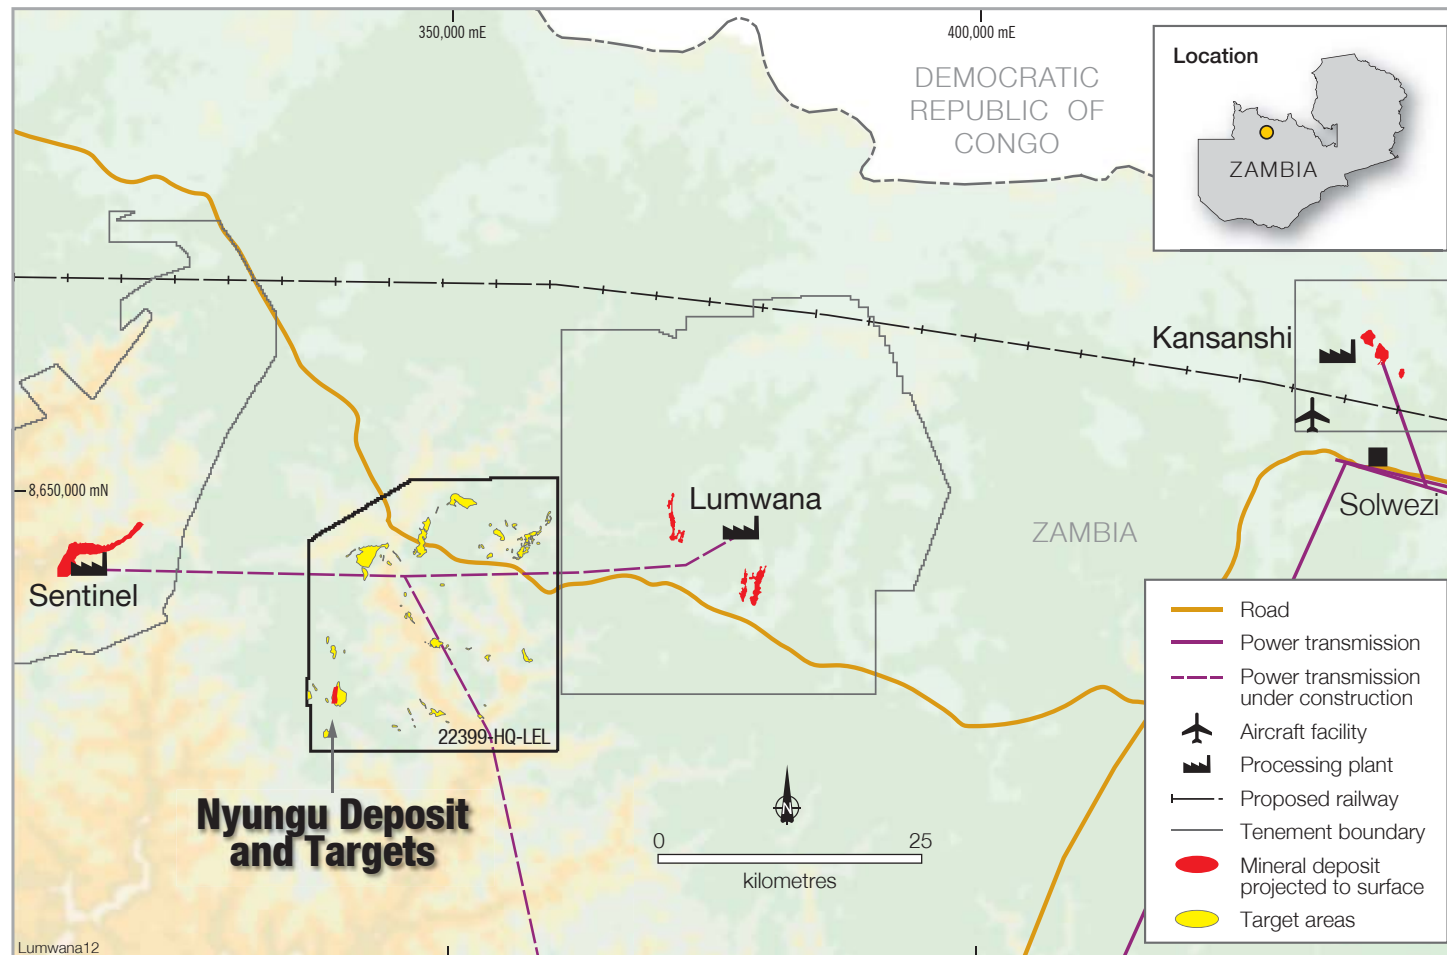 350,000 mE
400,000 mE
DEMOCRATIC
REPUBLIC OF
CONGO
Location
ZAMBIA
Kansanshi
8,650,000 mN
Lumwana
Solwezi
ZAMBIA
Sentinel
22399-HQ-LEL
Nyungu Deposit
and Targets
N
0
25
kilometres
Road
Power transmission
Power transmission
under construction
Aircraft facility
Processing plant
Proposed railway
Tenement boundary
Mineral deposit
projected to surface
Target areas
Lumwana12